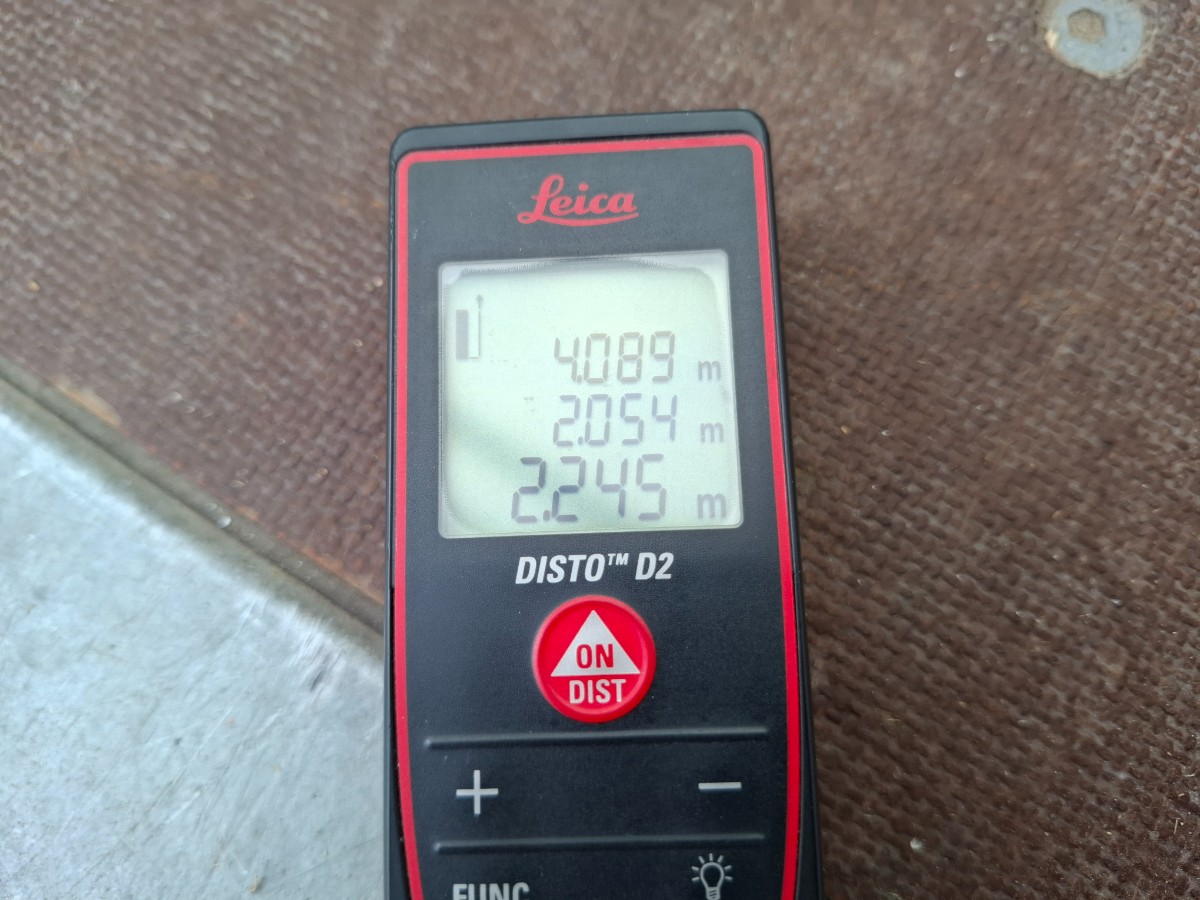 Leica
4.089 m
2.054 m
2.245 m
DISTO™ D2
ON
DIST
+ −
FUNC